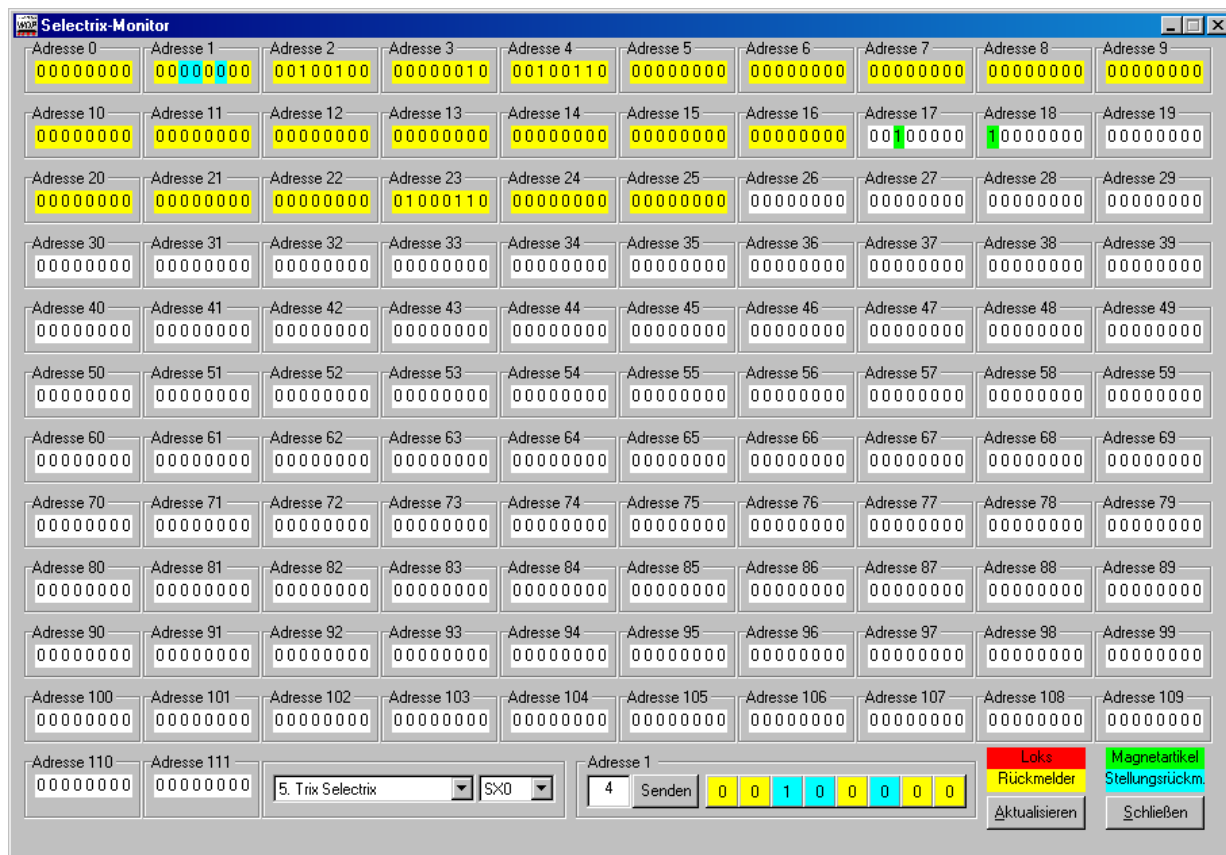 Selectrix-Monitor
Adresse 0 Adresse 1 Adresse 2 Adresse 3 Adresse 4 Adresse 5 Adresse 6 Adresse 7 Adresse 8 Adresse 9
00000000 00000000 00100100 00000010 00100110 00000000 00000000 00000000 00000000 00000000
Adresse 10 Adresse 11 Adresse 12 Adresse 13 Adresse 14 Adresse 15 Adresse 16 Adresse 17 Adresse 18 Adresse 19
00000000 00000000 00000000 00000000 00000000 00000000 00000000 00100000 10000000 00000000
Adresse 20 Adresse 21 Adresse 22 Adresse 23 Adresse 24 Adresse 25 Adresse 26 Adresse 27 Adresse 28 Adresse 29
00000000 00000000 00000000 01000110 00000000 00000000 00000000 00000000 00000000 00000000
Adresse 30 Adresse 31 Adresse 32 Adresse 33 Adresse 34 Adresse 35 Adresse 36 Adresse 37 Adresse 38 Adresse 39
00000000 00000000 00000000 00000000 00000000 00000000 00000000 00000000 00000000 00000000
Adresse 40 Adresse 41 Adresse 42 Adresse 43 Adresse 44 Adresse 45 Adresse 46 Adresse 47 Adresse 48 Adresse 49
00000000 00000000 00000000 00000000 00000000 00000000 00000000 00000000 00000000 00000000
Adresse 50 Adresse 51 Adresse 52 Adresse 53 Adresse 54 Adresse 55 Adresse 56 Adresse 57 Adresse 58 Adresse 59
00000000 00000000 00000000 00000000 00000000 00000000 00000000 00000000 00000000 00000000
Adresse 60 Adresse 61 Adresse 62 Adresse 63 Adresse 64 Adresse 65 Adresse 66 Adresse 67 Adresse 68 Adresse 69
00000000 00000000 00000000 00000000 00000000 00000000 00000000 00000000 00000000 00000000
Adresse 70 Adresse 71 Adresse 72 Adresse 73 Adresse 74 Adresse 75 Adresse 76 Adresse 77 Adresse 78 Adresse 79
00000000 00000000 00000000 00000000 00000000 00000000 00000000 00000000 00000000 00000000
Adresse 80 Adresse 81 Adresse 82 Adresse 83 Adresse 84 Adresse 85 Adresse 86 Adresse 87 Adresse 88 Adresse 89
00000000 00000000 00000000 00000000 00000000 00000000 00000000 00000000 00000000 00000000
Adresse 90 Adresse 91 Adresse 92 Adresse 93 Adresse 94 Adresse 95 Adresse 96 Adresse 97 Adresse 98 Adresse 99
00000000 00000000 00000000 00000000 00000000 00000000 00000000 00000000 00000000 00000000
Adresse 100 Adresse 101 Adresse 102 Adresse 103 Adresse 104 Adresse 105 Adresse 106 Adresse 107 Adresse 108 Adresse 109
00000000 00000000 00000000 00000000 00000000 00000000 00000000 00000000 00000000 00000000
Adresse 110 Adresse 111 Adresse 1 Loks Magnetartikel
00000000 00000000 5. Trix Selectrix SX0 4 Senden 0 0 1 0 0 0 0 0 Rückmelder Stellungsrückm.
Aktualisieren Schließen